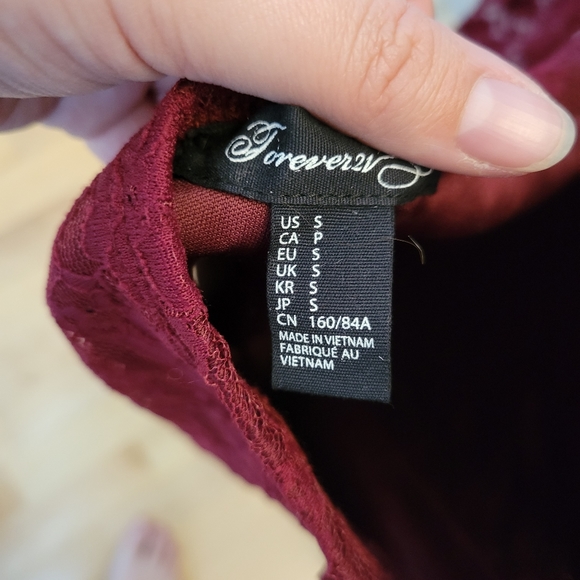 Forever21
US S
CA P
EU S
UK S
KR S
JP S
CN 160/84A
MADE IN VIETNAM
FABRIQUÉ AU
VIETNAM